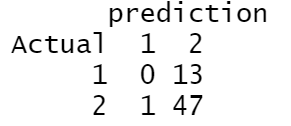 prediction
Actual 1 2
1 0 13
2 1 47